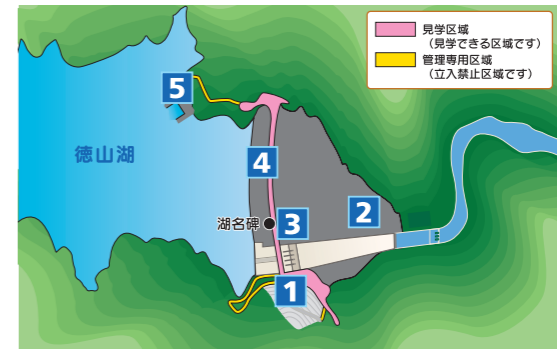 見学区域
（見学できる区域です）
管理専用区域
（立入禁止区域です）
5
徳山湖
4
2
湖名碑
3
1